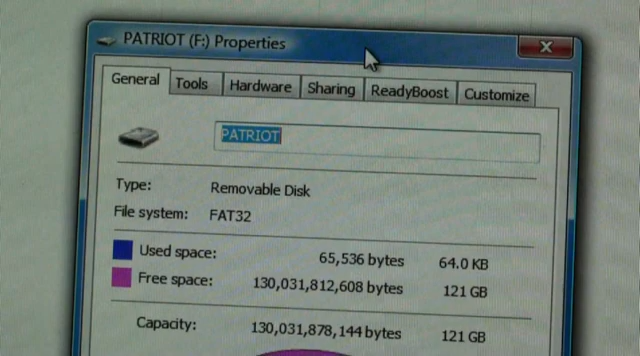 PATRIOT (F:) Properties
General Tools Hardware Sharing ReadyBoost Customize
PATRIOT
Type: Removable Disk
File system: FAT32
Used space: 65,536 bytes 64.0 KB
Free space: 130,031,812,608 bytes 121 GB
Capacity: 130,031,878,144 bytes 121 GB